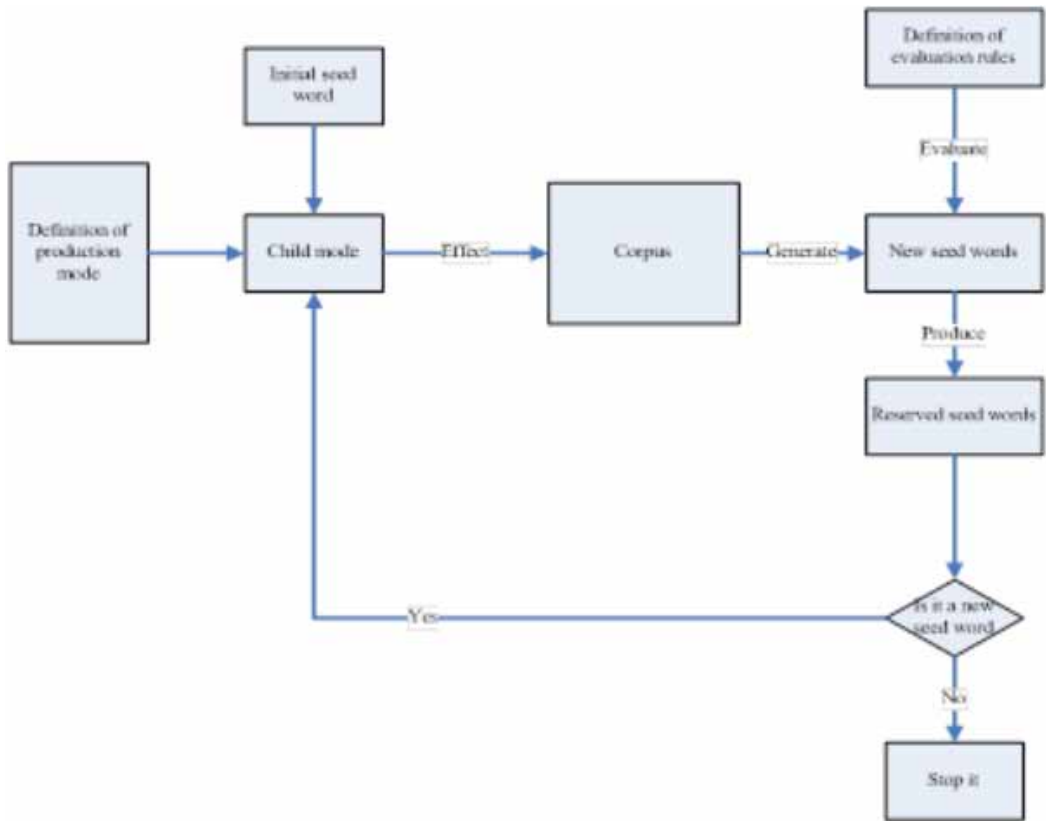 Definition of
evaluation rules
Initial seed
word
Evaluate
Definition of
production
mode
Child mode
Effect
Corpus
Generate
New seed words
Produce
Reserved seed words
Is it a new
seed word
Yes
No
Stop it